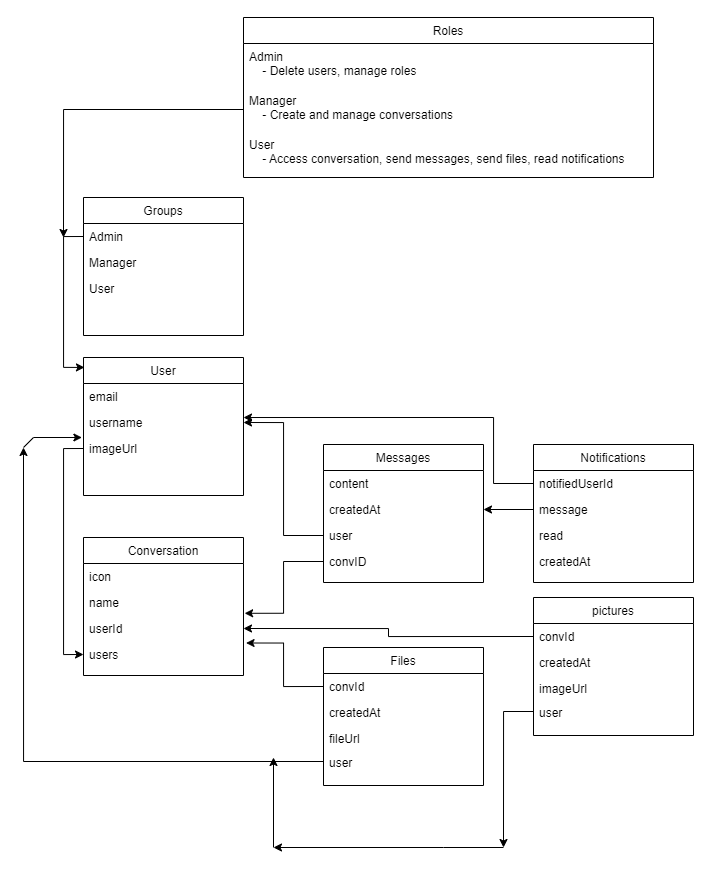 Roles
Admin
- Delete users, manage roles
Manager
- Create and manage conversations
User
- Access conversation, send messages, send files, read notifications
Groups
Admin
Manager
User
User
email
username
imageUrl
Messages
content
createdAt
user
convID
Notifications
notifiedUserId
message
read
createdAt
Conversation
icon
name
userId
users
pictures
convId
createdAt
imageUrl
user
Files
convId
createdAt
fileUrl
user